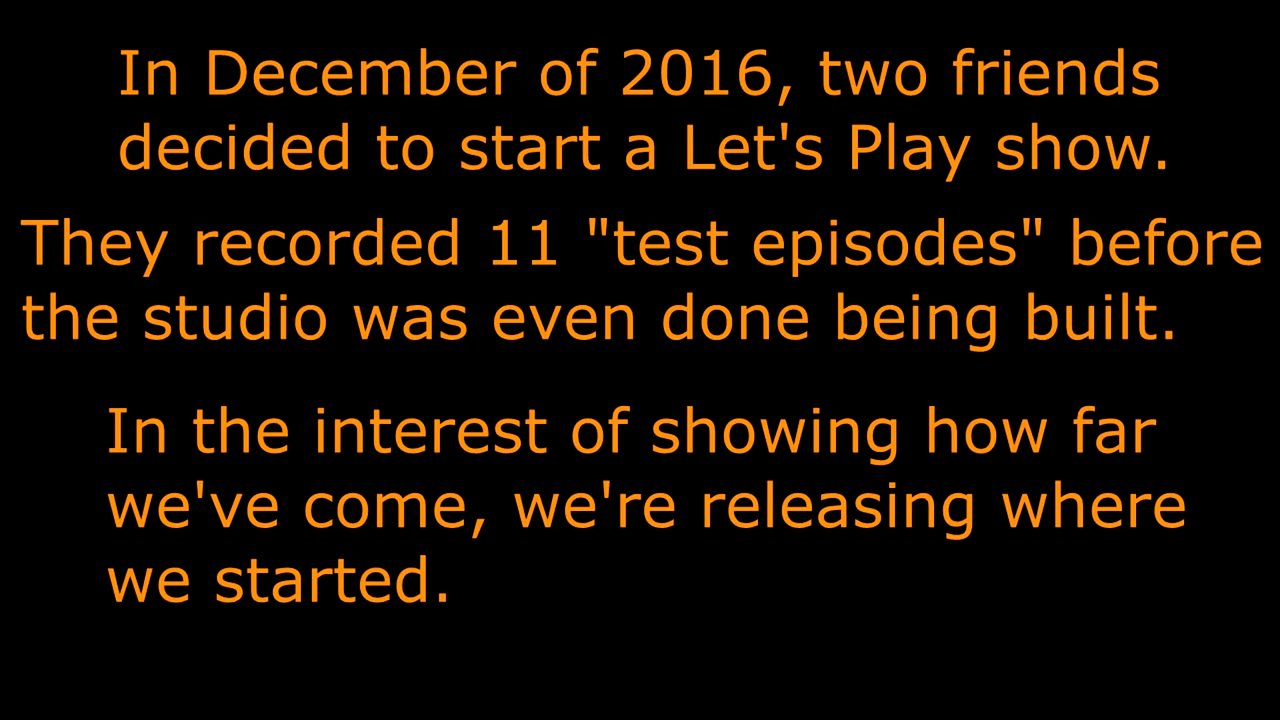 In December of 2016, two friends
decided to start a Let's Play show.
They recorded 11 "test episodes" before
the studio was even done being built.
In the interest of showing how far
we've come, we're releasing where
we started.